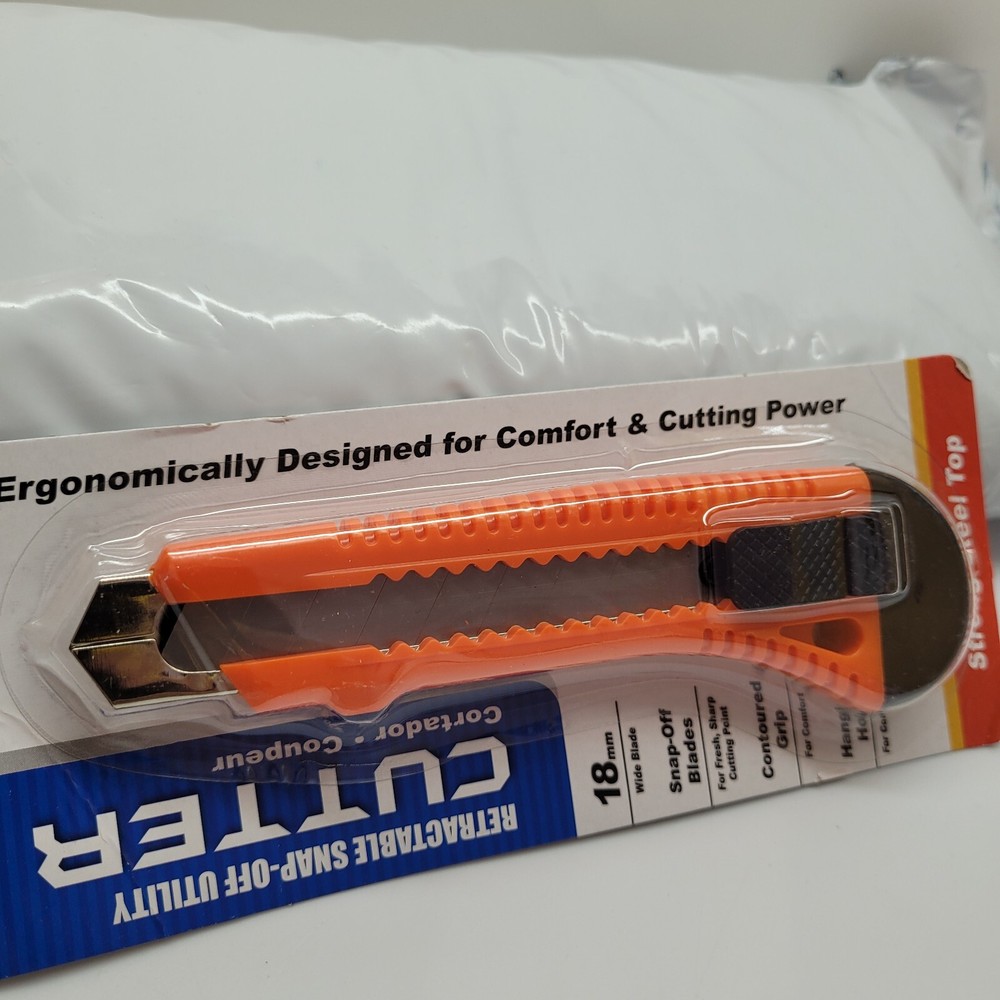 Ergonomically Designed for Comfort & Cutting Power
Top
18mm
Wide Blade
Snap-Off
Blades
For Fresh, Sharp
Cutting Point
Contoured
Grip
For Comfort
RETRACTABLE SNAP-OFF UTILITY
CUTTER
Cortador • Coupeur